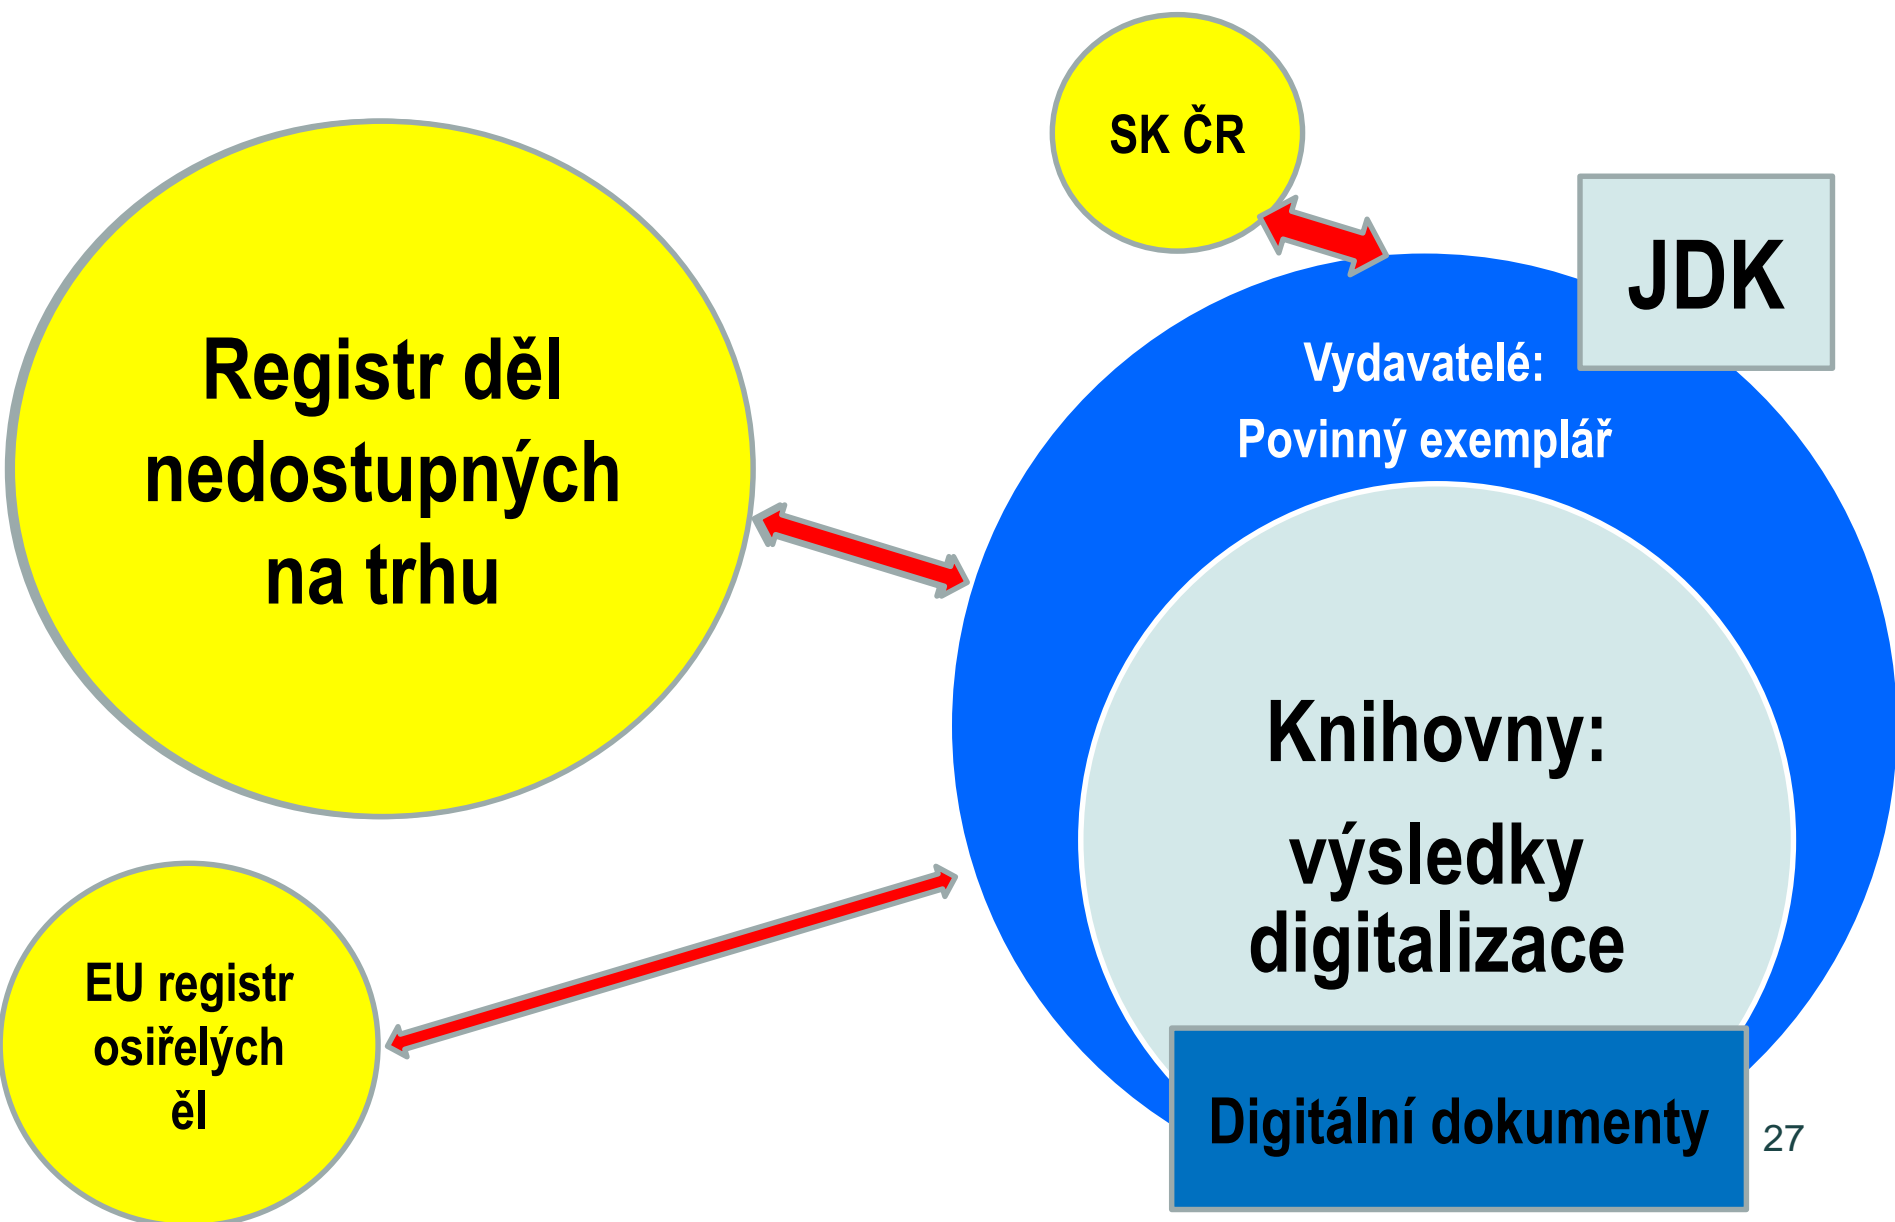 SK ČR
JDK
Registr děl
nedostupných
na trhu
Vydavatelé:
Povinný exemplář
Knihovny:
výsledky
digitalizace
EU registr
osiřelých
ěl
Digitální dokumenty
27